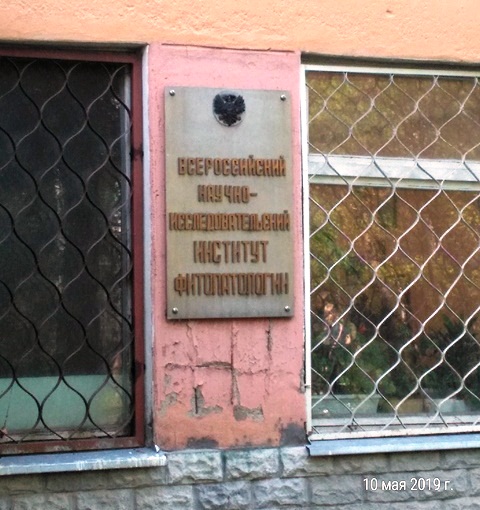 ВСЕРОССИЙСКИЙ
НАУЧНО-
ИССЛЕДОВАТЕЛЬСКИЙ
ИНСТИТУТ
ФИТОПАТОЛОГИИ
10 мая 2019 г.